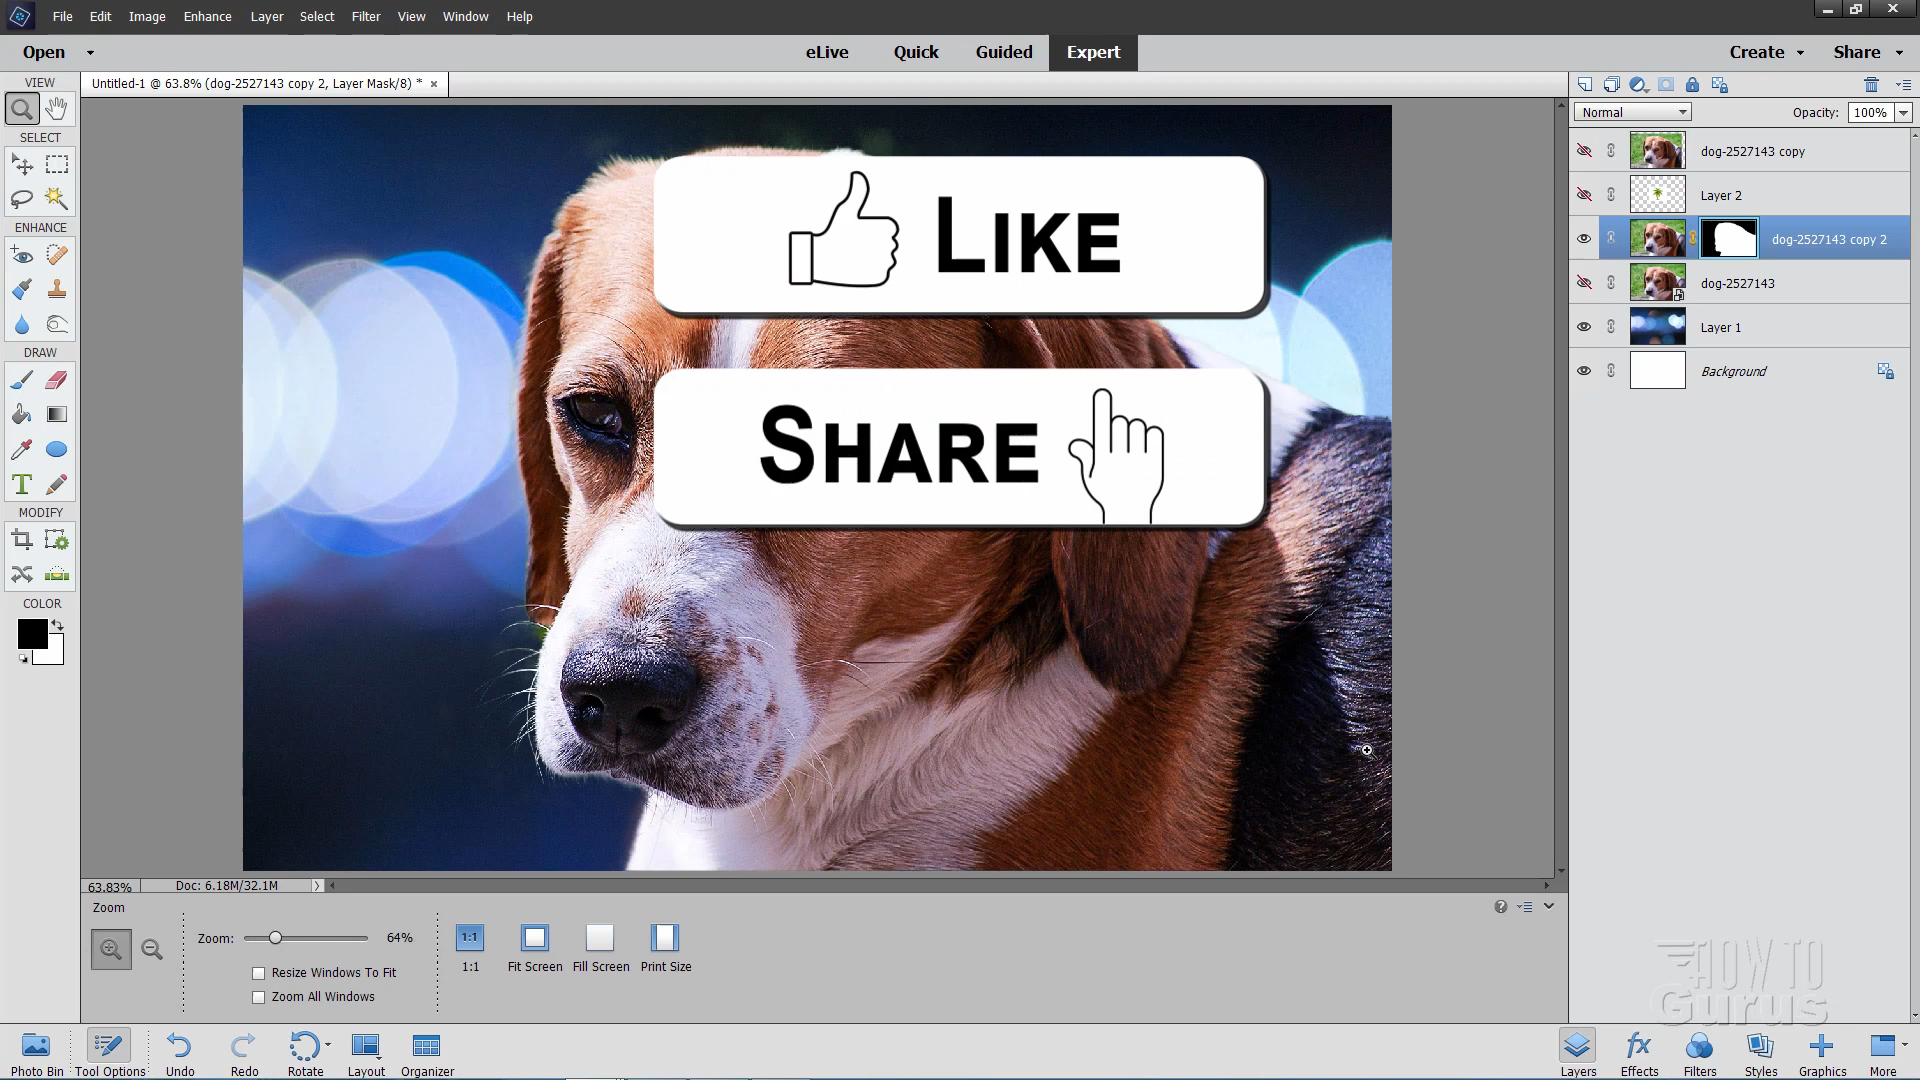 File Edit Image Enhance Layer Select Filter View Window Help
Open eLive Quick Guided Expert Create Share
VIEW
Untitled-1 @ 63.8% (dog-2527143 copy 2, Layer Mask/8) * ×
SELECT
ENHANCE
DRAW
T
MODIFY
COLOR
LIKE
SHARE
Normal Opacity: 100%
dog-2527143 copy
Layer 2
dog-2527143 copy 2
dog-2527143
Layer 1
Background
63.83% Doc: 6.18M/32.1M
Zoom
Zoom: 64%
Resize Windows To Fit
Zoom All Windows
1:1
1:1 Fit Screen Fill Screen Print Size
HOW TO
Gurus
Photo Bin Tool Options Undo Redo Rotate Layout Organizer
fx
Layers Effects Filters Styles Graphics More